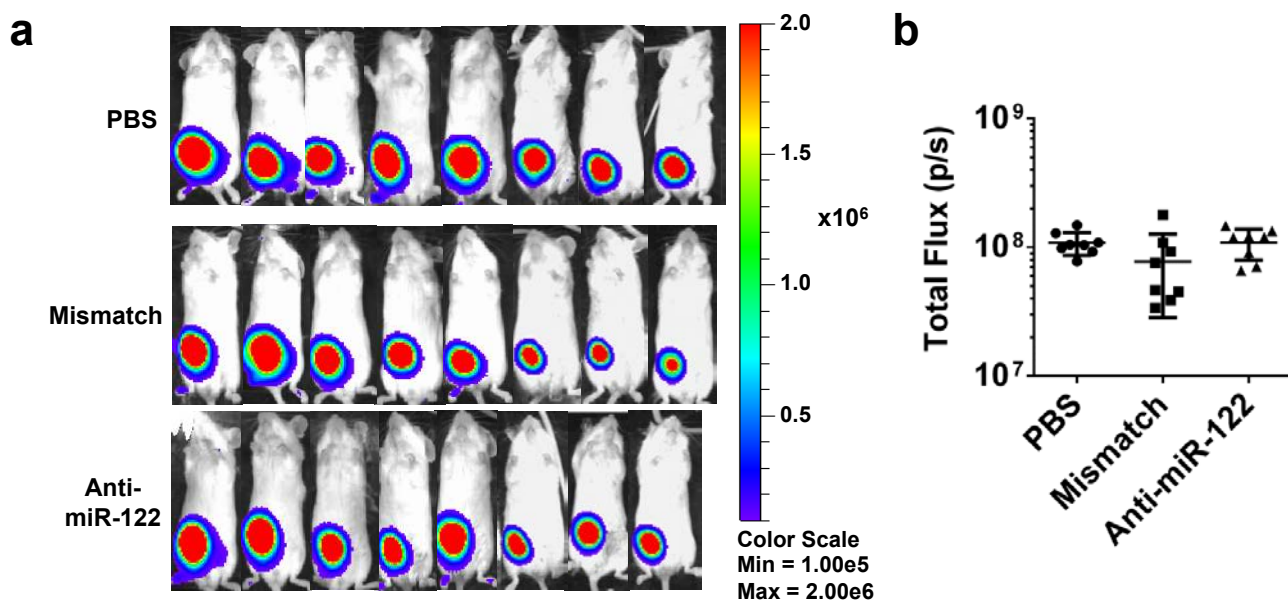 a
PBS
Mismatch
Anti-
miR-122
2.0
1.5
x10⁶
1.0
0.5
Color Scale
Min = 1.00e5
Max = 2.00e6
b
Total Flux (p/s)
10⁹
10⁸
10⁷
PBS
Mismatch
Anti-miR-122